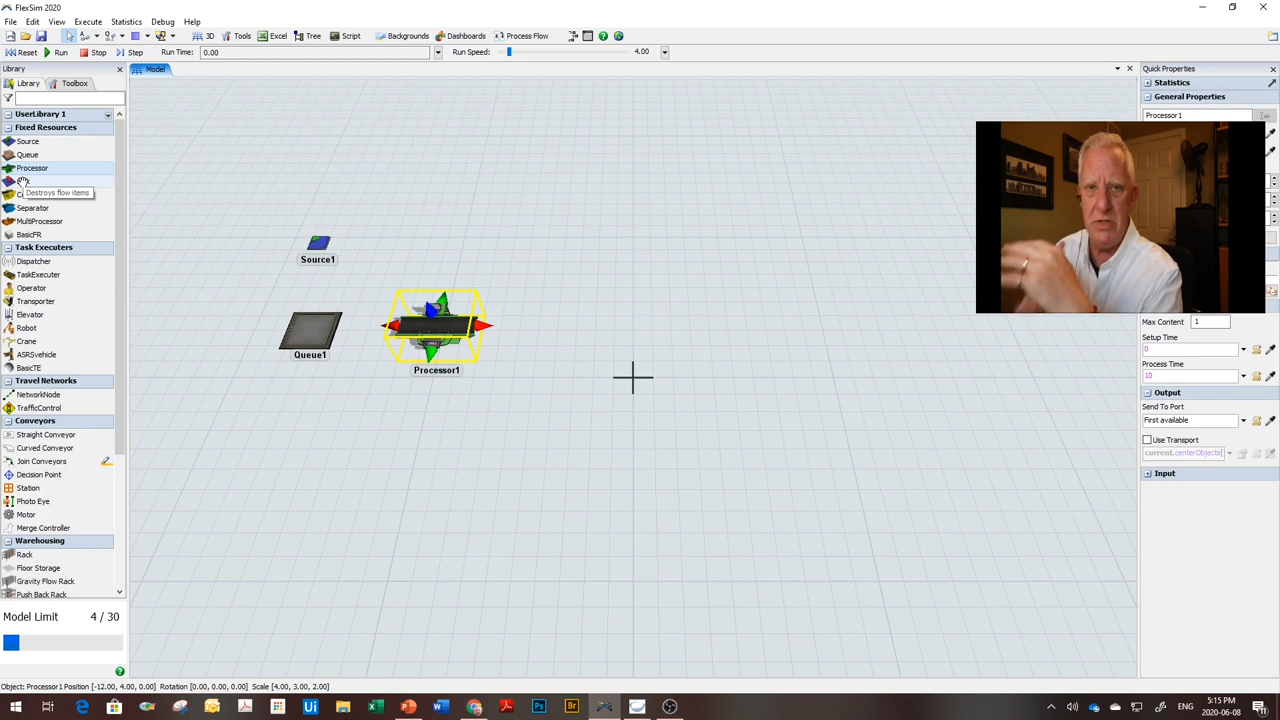 FlexSim 2020
File Edit View Execute Statistics Debug Help
3D Tools Excel Script Backgrounds Dashboards Process Flow
Reset Run Stop Step Run Time: 0.00 Run Speed: 4.00
Library
Library Toolbox
UserLibrary 1
Fixed Resources
Source
Queue
Processor
Destroys flow items
Separator
MultiProcessor
BasicFR
Task Executers
Dispatcher
TaskExecuter
Operator
Transporter
Elevator
Robot
Crane
ASRSvehicle
BasicTE
Travel Networks
NetworkNode
TrafficControl
Conveyors
Straight Conveyor
Curved Conveyor
Join Conveyors
Decision Point
Station
Photo Eye
Motor
Merge Controller
Warehousing
Rack
Floor Storage
Gravity Flow Rack
Push Back Rack
Model Limit 4 / 30
Model
Source1
Queue1
Processor1
Quick Properties
Statistics
General Properties
Processor1
Max Content 1
Setup Time
0
Process Time
10
Output
Send To Port
First available
Use Transport
current.centerObjects[
Input
Object: Processor1 Position [-12.00, 4.00, 0.00] Rotation [0.00, 0.00, 0.00] Scale [4.00, 3.00, 2.00]
5:15 PM
2020-06-08